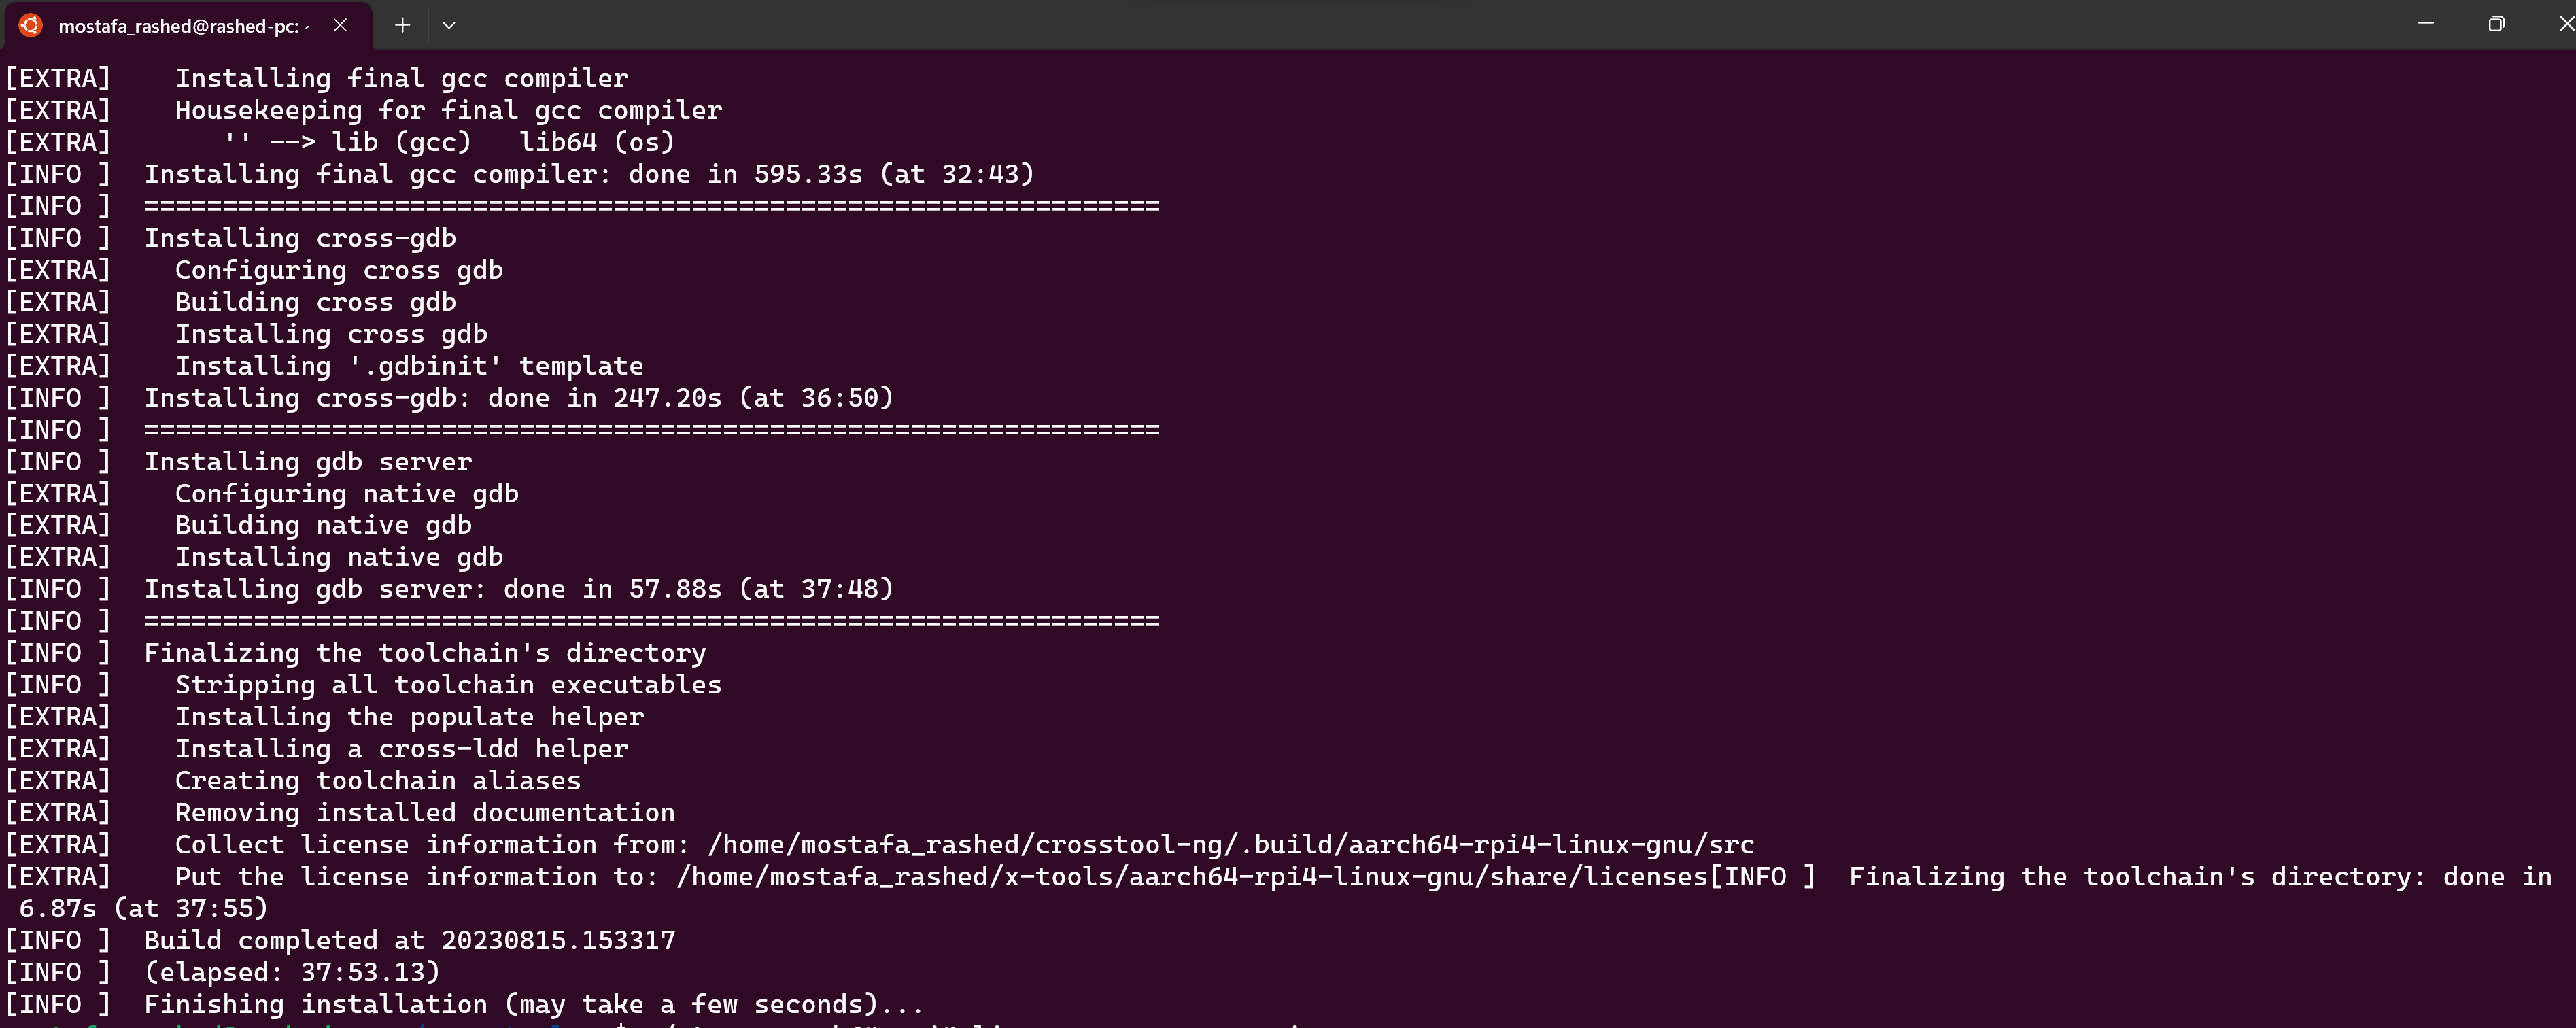 mostafa_rashed@rashed-pc: ~
[EXTRA]    Installing final gcc compiler
[EXTRA]    Housekeeping for final gcc compiler
[EXTRA]       '' --> lib (gcc)   lib64 (os)
[INFO ]  Installing final gcc compiler: done in 595.33s (at 32:43)
[INFO ]  =================================================================
[INFO ]  Installing cross-gdb
[EXTRA]    Configuring cross gdb
[EXTRA]    Building cross gdb
[EXTRA]    Installing cross gdb
[EXTRA]    Installing '.gdbinit' template
[INFO ]  Installing cross-gdb: done in 247.20s (at 36:50)
[INFO ]  =================================================================
[INFO ]  Installing gdb server
[EXTRA]    Configuring native gdb
[EXTRA]    Building native gdb
[EXTRA]    Installing native gdb
[INFO ]  Installing gdb server: done in 57.88s (at 37:48)
[INFO ]  =================================================================
[INFO ]  Finalizing the toolchain's directory
[INFO ]    Stripping all toolchain executables
[EXTRA]    Installing the populate helper
[EXTRA]    Installing a cross-ldd helper
[EXTRA]    Creating toolchain aliases
[EXTRA]    Removing installed documentation
[EXTRA]    Collect license information from: /home/mostafa_rashed/crosstool-ng/.build/aarch64-rpi4-linux-gnu/src
[EXTRA]    Put the license information to: /home/mostafa_rashed/x-tools/aarch64-rpi4-linux-gnu/share/licenses[INFO ]  Finalizing the toolchain's directory: done in
 6.87s (at 37:55)
[INFO ]  Build completed at 20230815.153317
[INFO ]  (elapsed: 37:53.13)
[INFO ]  Finishing installation (may take a few seconds)...